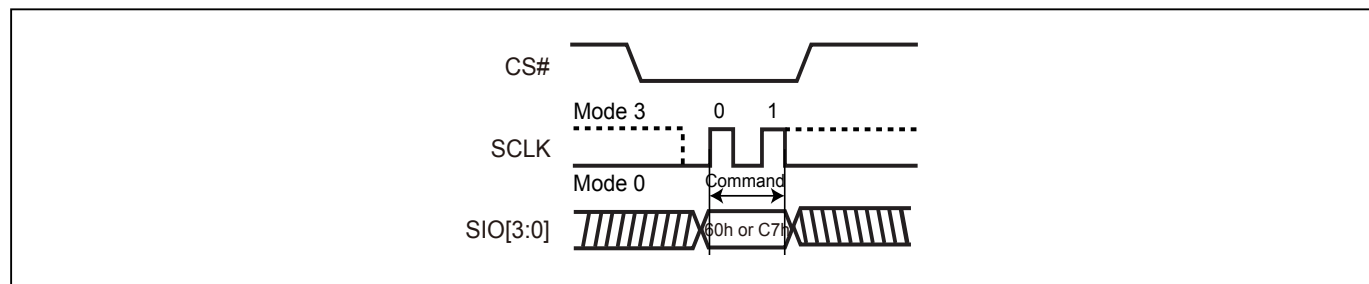 CS#
Mode 3 0 1
SCLK
Mode 0 Command
SIO[3:0] 60h or C7h